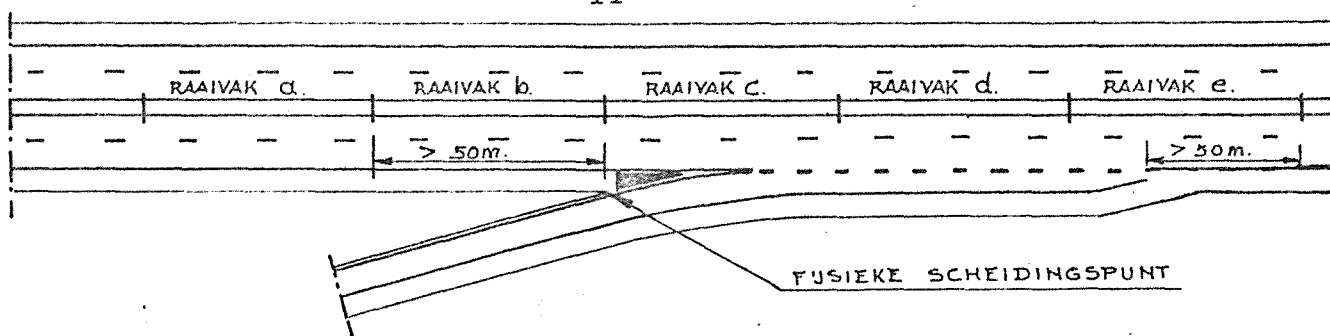 RAAIVAK a. RAAIVAK b. RAAIVAK c. RAAIVAK d. RAAIVAK e.
> 50m. > 50m.
FYSIEKE SCHEIDINGSPUNT